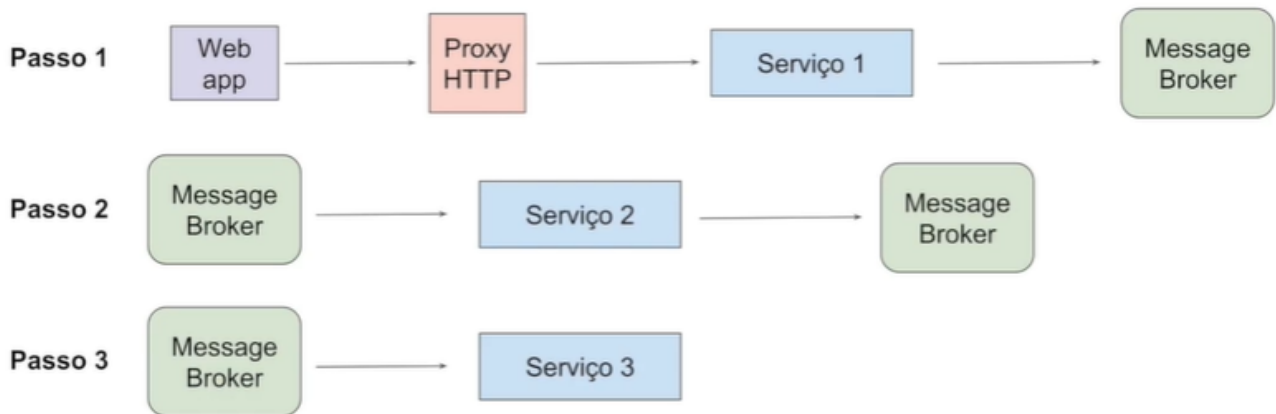 Passo 1
Web
app
Proxy
HTTP
Serviço 1
Message
Broker
Passo 2
Message
Broker
Serviço 2
Message
Broker
Passo 3
Message
Broker
Serviço 3